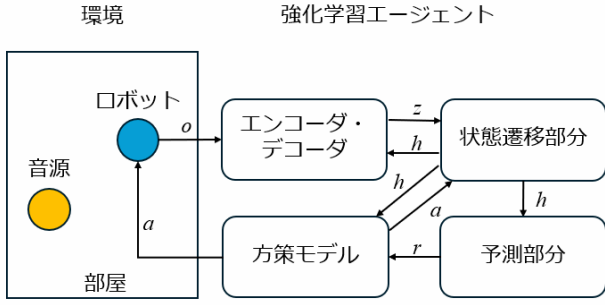 環境
強化学習エージェント
ロボット
音源
部屋
o
a
エンコーダ・
デコーダ
z
h
状態遷移部分
h
a
h
方策モデル
r
予測部分